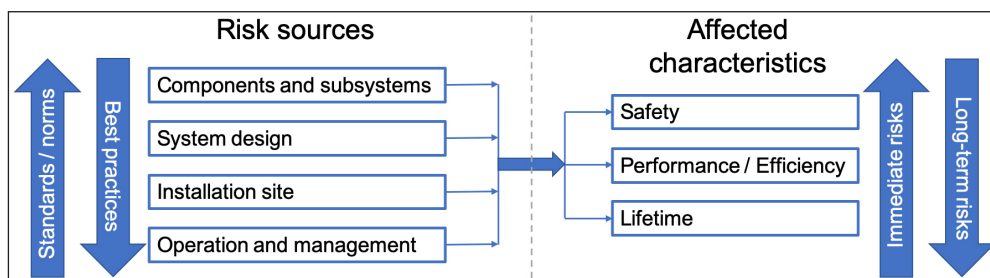 Risk sources
Affected
characteristics
Standards / norms
Best practices
Components and subsystems
System design
Installation site
Operation and management
Safety
Performance / Efficiency
Lifetime
Immediate risks
Long-term risks